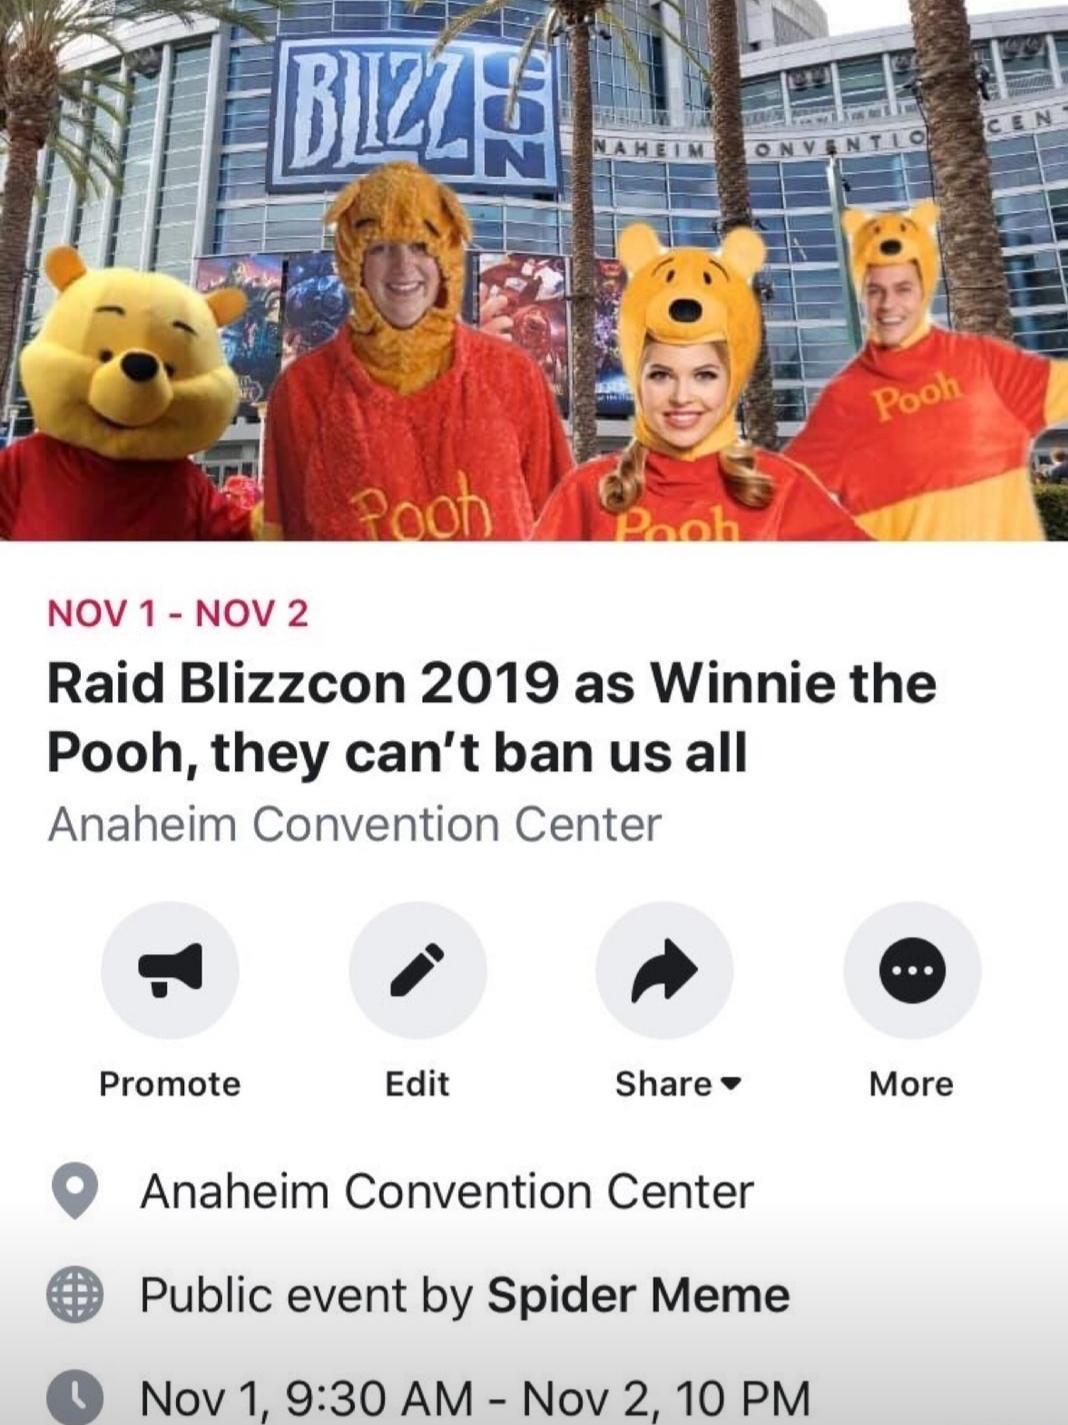 BLIZZ CON
NAHEIM ONVENTIO CEN
Pooh
Pooh
Pooh
NOV 1 - NOV 2
Raid Blizzcon 2019 as Winnie the
Pooh, they can't ban us all
Anaheim Convention Center
Promote Edit Share More
Anaheim Convention Center
Public event by Spider Meme
Nov 1, 9:30 AM - Nov 2, 10 PM